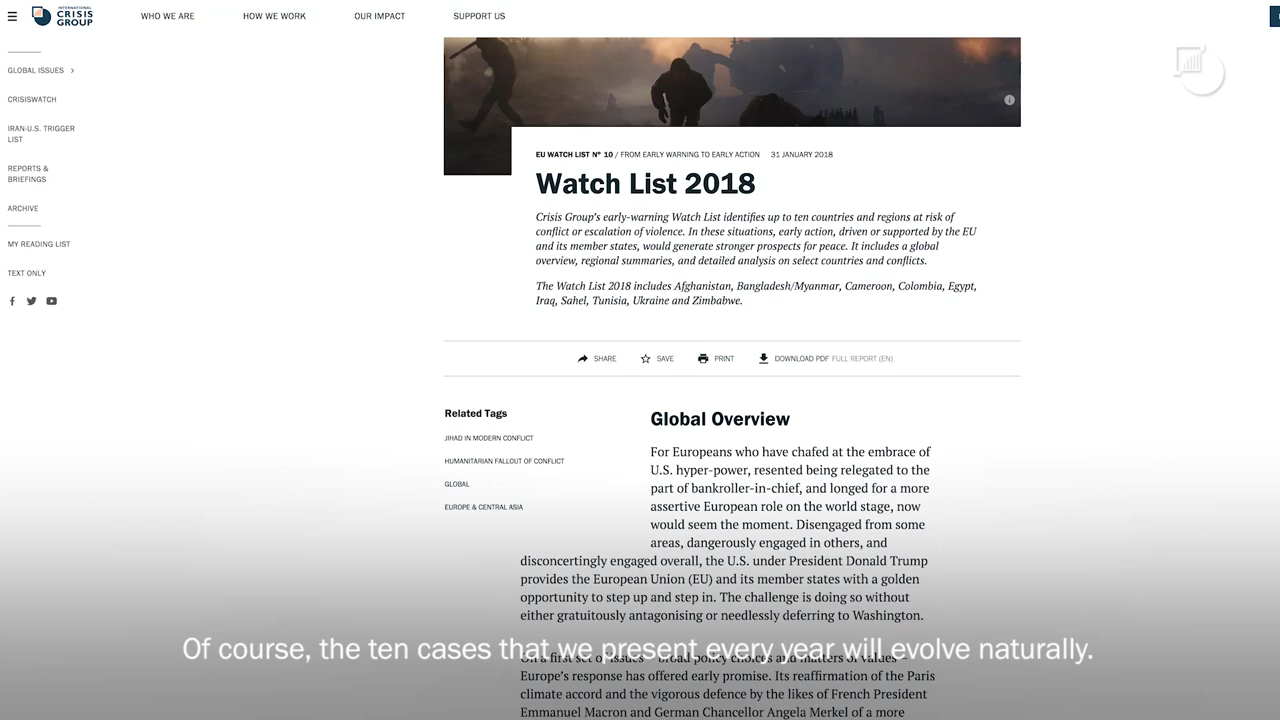 INTERNATIONAL
CRISIS
GROUP
WHO WE ARE
HOW WE WORK
OUR IMPACT
SUPPORT US
GLOBAL ISSUES
CRISISWATCH
IRAN-U.S. TRIGGER
LIST
REPORTS &
BRIEFINGS
ARCHIVE
MY READING LIST
TEXT ONLY
EU WATCH LIST Nº 10 / FROM EARLY WARNING TO EARLY ACTION 31 JANUARY 2018
Watch List 2018
Crisis Group's early-warning Watch List identifies up to ten countries and regions at risk of
conflict or escalation of violence. In these situations, early action, driven or supported by the EU
and its member states, would generate stronger prospects for peace. It includes a global
overview, regional summaries, and detailed analysis on select countries and conflicts.
The Watch List 2018 includes Afghanistan, Bangladesh/Myanmar, Cameroon, Colombia, Egypt,
Iraq, Sahel, Tunisia, Ukraine and Zimbabwe.
SHARE
SAVE
PRINT
DOWNLOAD PDF FULL REPORT (EN)
Related Tags
JIHAD IN MODERN CONFLICT
HUMANITARIAN FALLOUT OF CONFLICT
GLOBAL
EUROPE & CENTRAL ASIA
Global Overview
For Europeans who have chafed at the embrace of
U.S. hyper-power, resented being relegated to the
part of bankroller-in-chief, and longed for a more
assertive European role on the world stage, now
would seem the moment. Disengaged from some
areas, dangerously engaged in others, and
disconcertingly engaged overall, the U.S. under President Donald Trump
provides the European Union (EU) and its member states with a golden
opportunity to step up and step in. The challenge is doing so without
either gratuitously antagonising or needlessly deferring to Washington.
Of course, the ten cases that we present every year will evolve naturally.
On a first set of issues – broad policy choices and matters of values –
Europe's response has offered early promise. Its reaffirmation of the Paris
climate accord and the vigorous defence by the likes of French President
Emmanuel Macron and German Chancellor Angela Merkel of a more